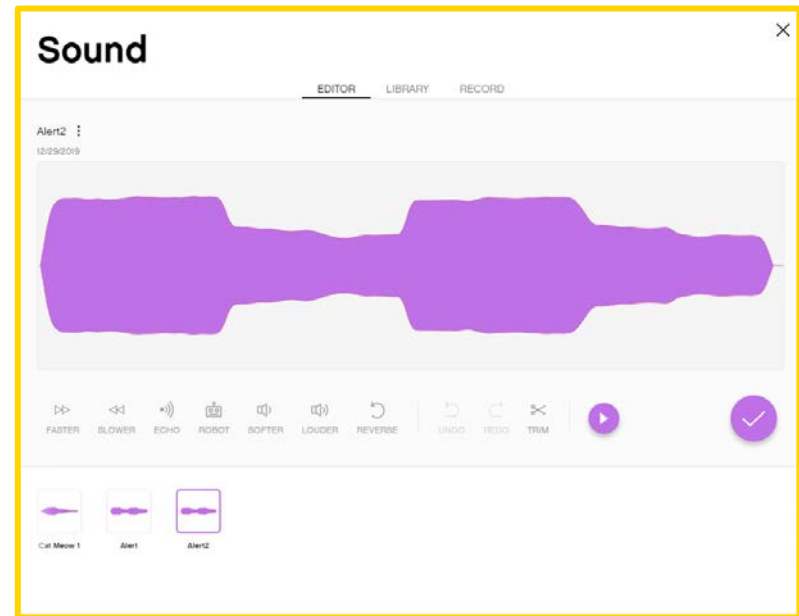 Sound
EDITOR LIBRARY RECORD
Alert2
12/29/2019
FASTER SLOWER ECHO ROBOT SOFTER LOUDER REVERSE UNDO REDO TRIM
Cat Meow 1 Alert Alert2